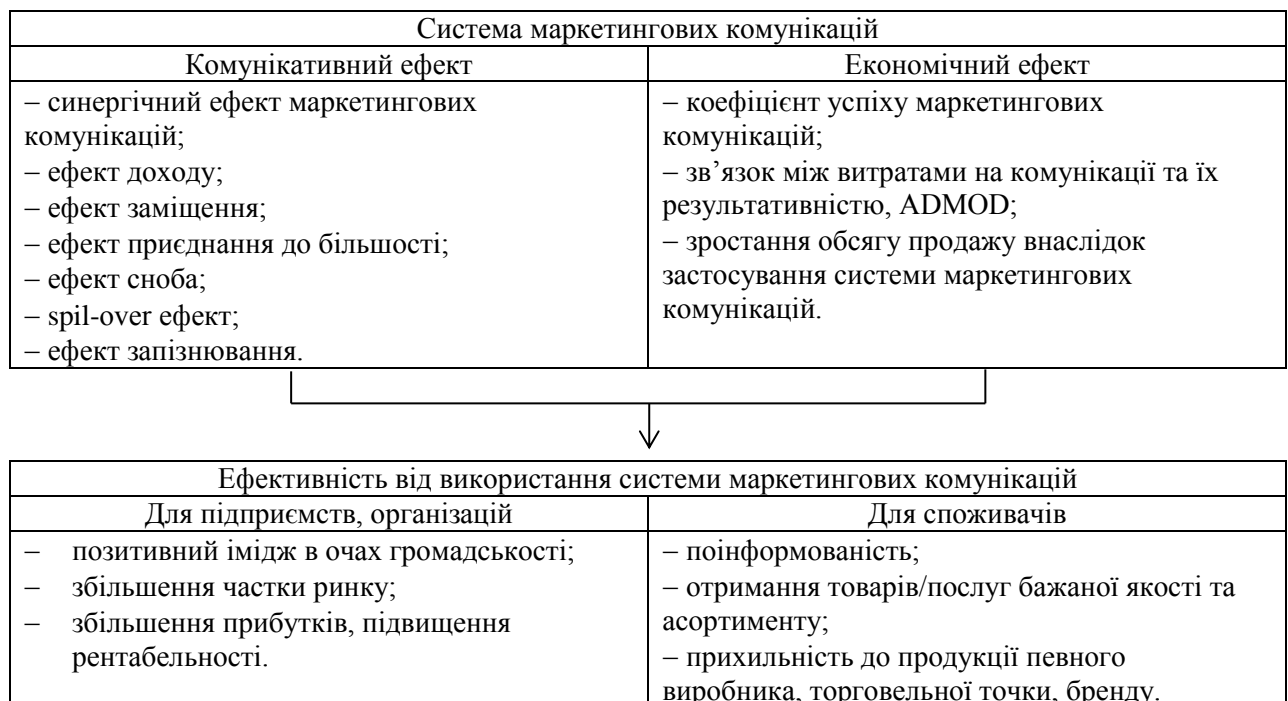 Система маркетингових комунікацій
Комунікативний ефект
− синергічний ефект маркетингових
комунікацій;
− ефект доходу;
− ефект заміщення;
− ефект приєднання до більшості;
− ефект сноба;
− spil-over ефект;
− ефект запізнювання.
Економічний ефект
− коефіцієнт успіху маркетингових
комунікацій;
− зв’язок між витратами на комунікації та їх
результативністю, ADMOD;
− зростання обсягу продажу внаслідок
застосування системи маркетингових
комунікацій.
Ефективність від використання системи маркетингових комунікацій
Для підприємств, організацій
− позитивний імідж в очах громадськості;
− збільшення частки ринку;
− збільшення прибутків, підвищення
рентабельності.
Для споживачів
− поінформованість;
− отримання товарів/послуг бажаної якості та
асортименту;
− прихильність до продукції певного
виробника, торговельної точки, бренду.